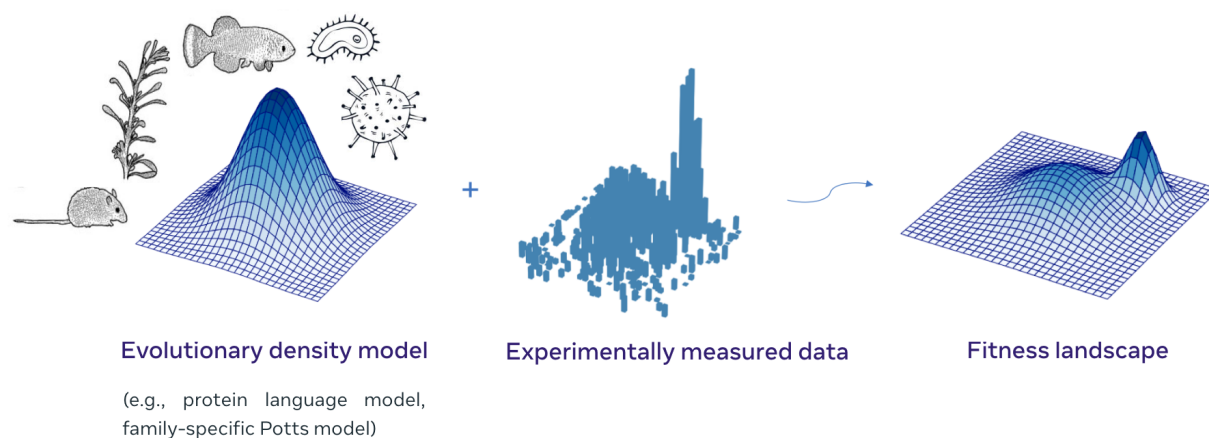 +
Evolutionary density model
Experimentally measured data
Fitness landscape
(e.g., protein language model,
family-specific Potts model)